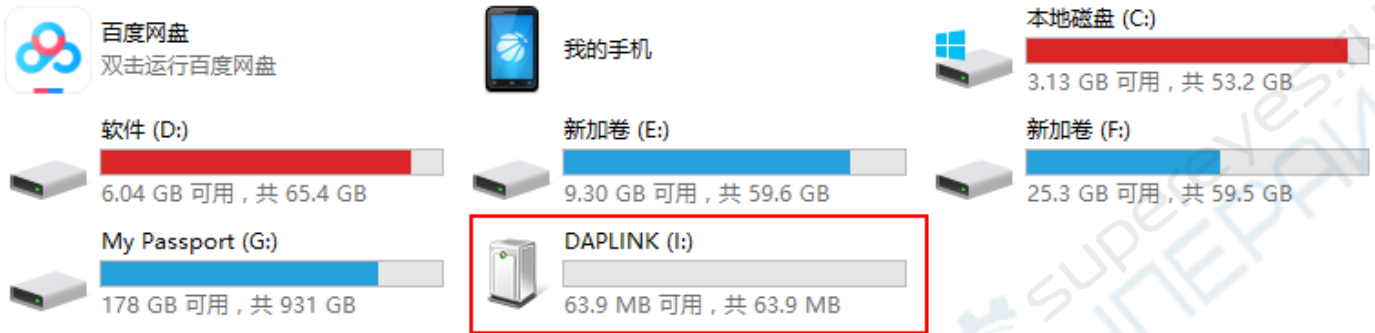 百度网盘
双击运行百度网盘
我的手机
本地磁盘 (C:)
3.13 GB 可用，共 53.2 GB
软件 (D:)
6.04 GB 可用，共 65.4 GB
新加卷 (E:)
9.30 GB 可用，共 59.6 GB
新加卷 (F:)
25.3 GB 可用，共 59.5 GB
My Passport (G:)
178 GB 可用，共 931 GB
DAPLINK (I:)
63.9 MB 可用，共 63.9 MB
supereyes.ru